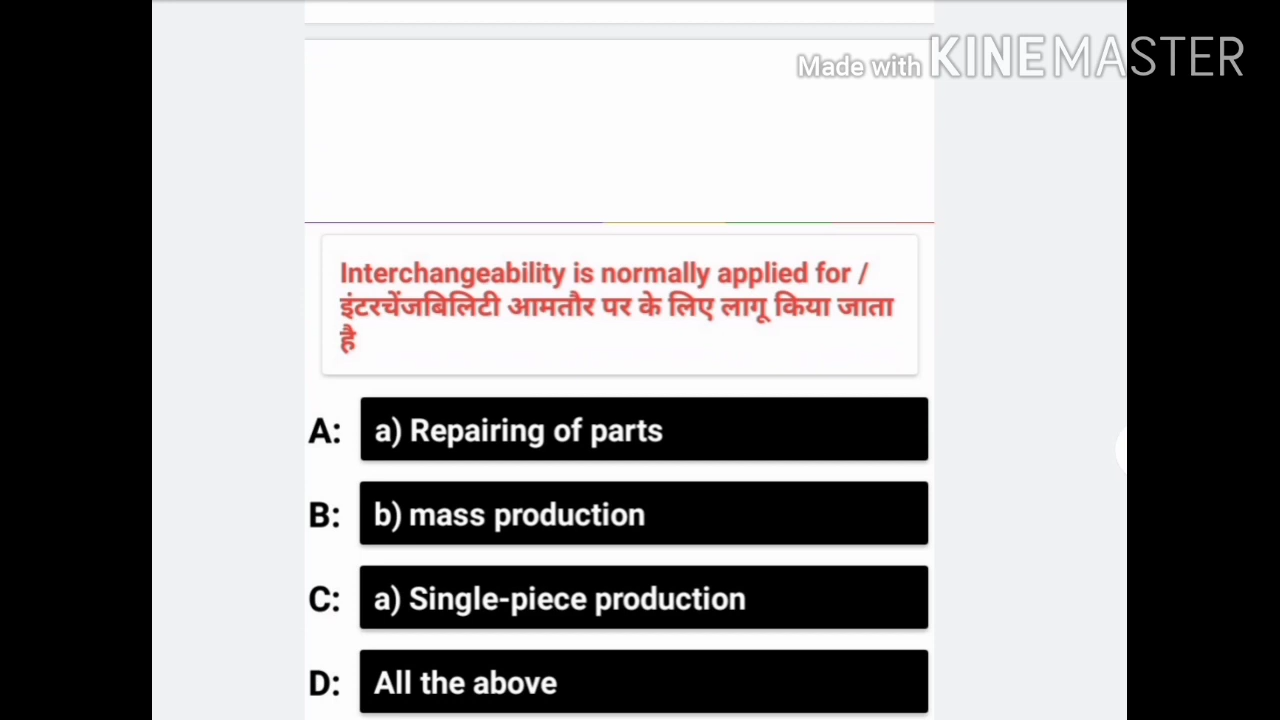 Made with KINEMASTER
Interchangeability is normally applied for /
इंटरचेंजबिलिटी आमतौर पर के लिए लागू किया जाता
है
A: a) Repairing of parts
B: b) mass production
C: a) Single-piece production
D: All the above